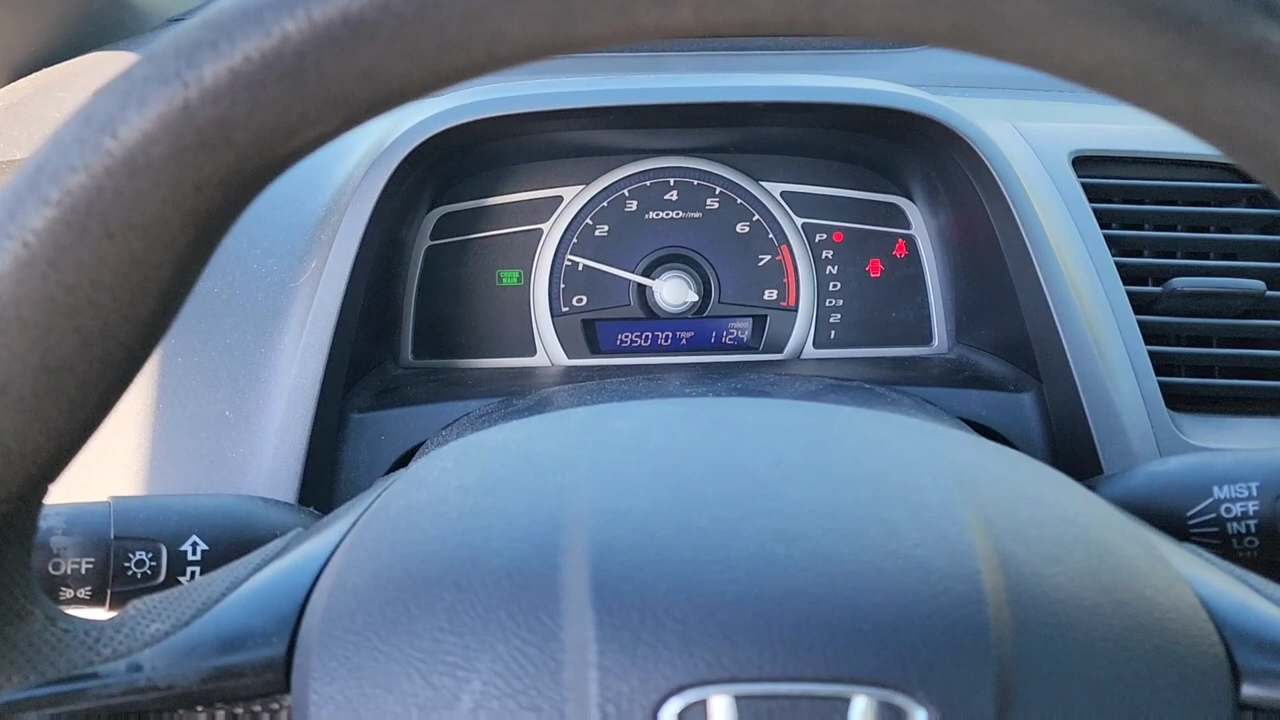 4
3
5
x1000r/min
2
6
1
7
0
8
CRUISE
MAIN
P
R
N
D
D3
2
1
miles
195070 TRIP A 112.4
OFF
MIST
OFF
INT
LO